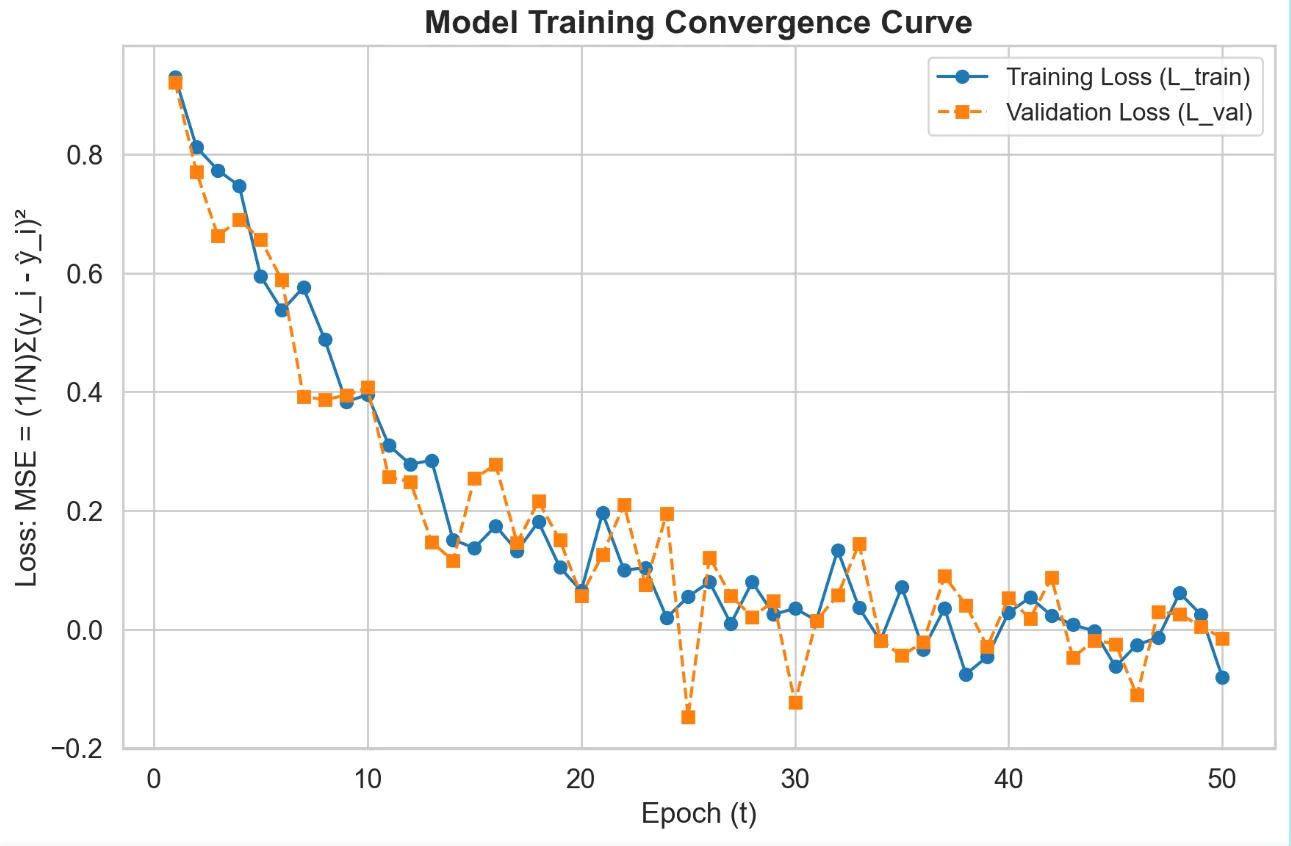 Model Training Convergence Curve
Training Loss (L_train)
Validation Loss (L_val)
Loss: MSE = (1/N)Σ(y_i - ŷ_i)²
0.8
0.6
0.4
0.2
0.0
−0.2
0
10
20
30
40
50
Epoch (t)